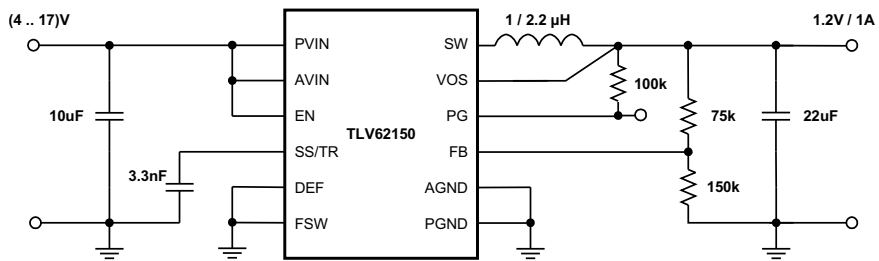 (4 .. 17)V
1 / 2.2 µH
1.2V / 1A
PVIN
SW
AVIN
VOS
100k
10uF
EN
PG
75k
22uF
TLV62150
SS/TR
FB
3.3nF
DEF
AGND
150k
FSW
PGND